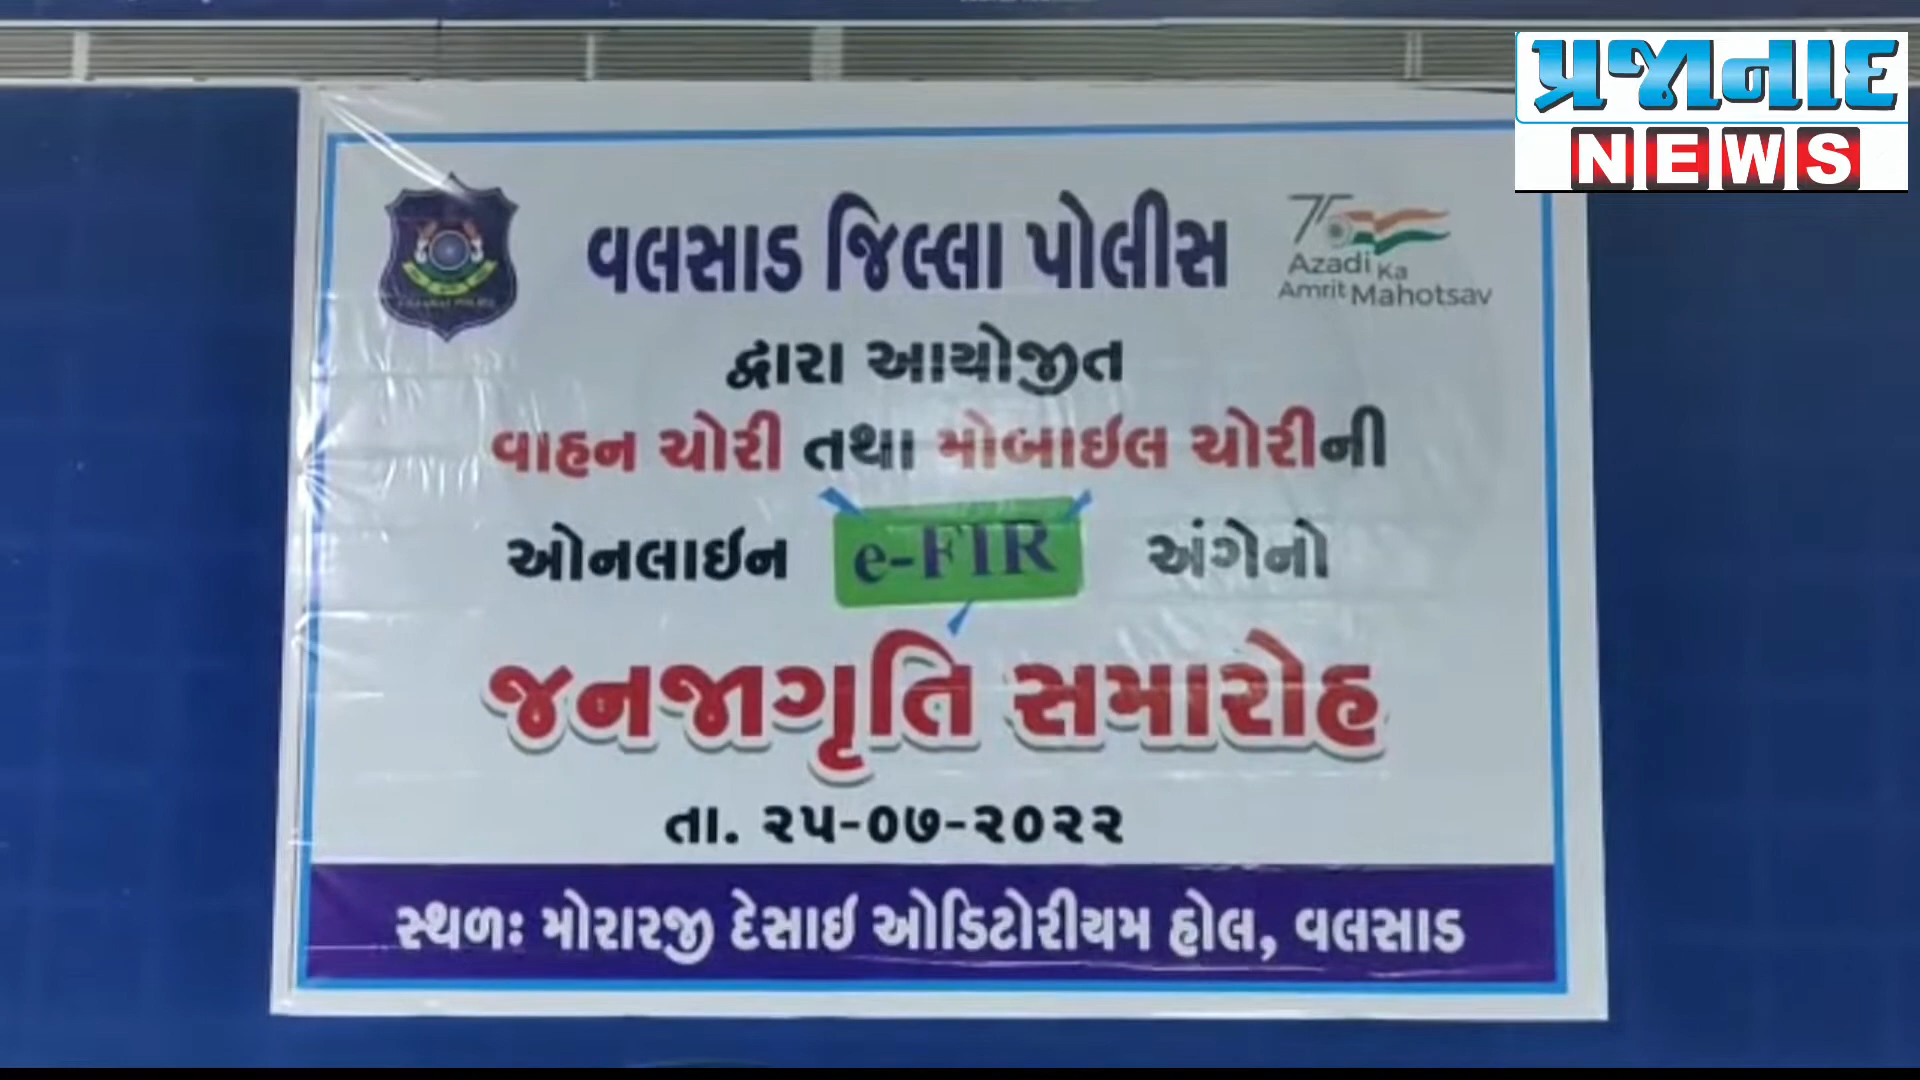 પ્રજાનાદ
NEWS
વલસાડ જિલ્લા પોલીસ
75
Azadi Ka
Amrit Mahotsav
દ્વારા આયોજીત
વાહન ચોરી તથા મોબાઈલ ચોરીની
ઓનલાઈન e-FIR અંગેનો
જનજાગૃતિ સમારોહ
તા. ૨૫-૦૭-૨૦૨૨
સ્થળઃ મોરારજી દેસાઈ ઓડિટોરીયમ હોલ, વલસાડ